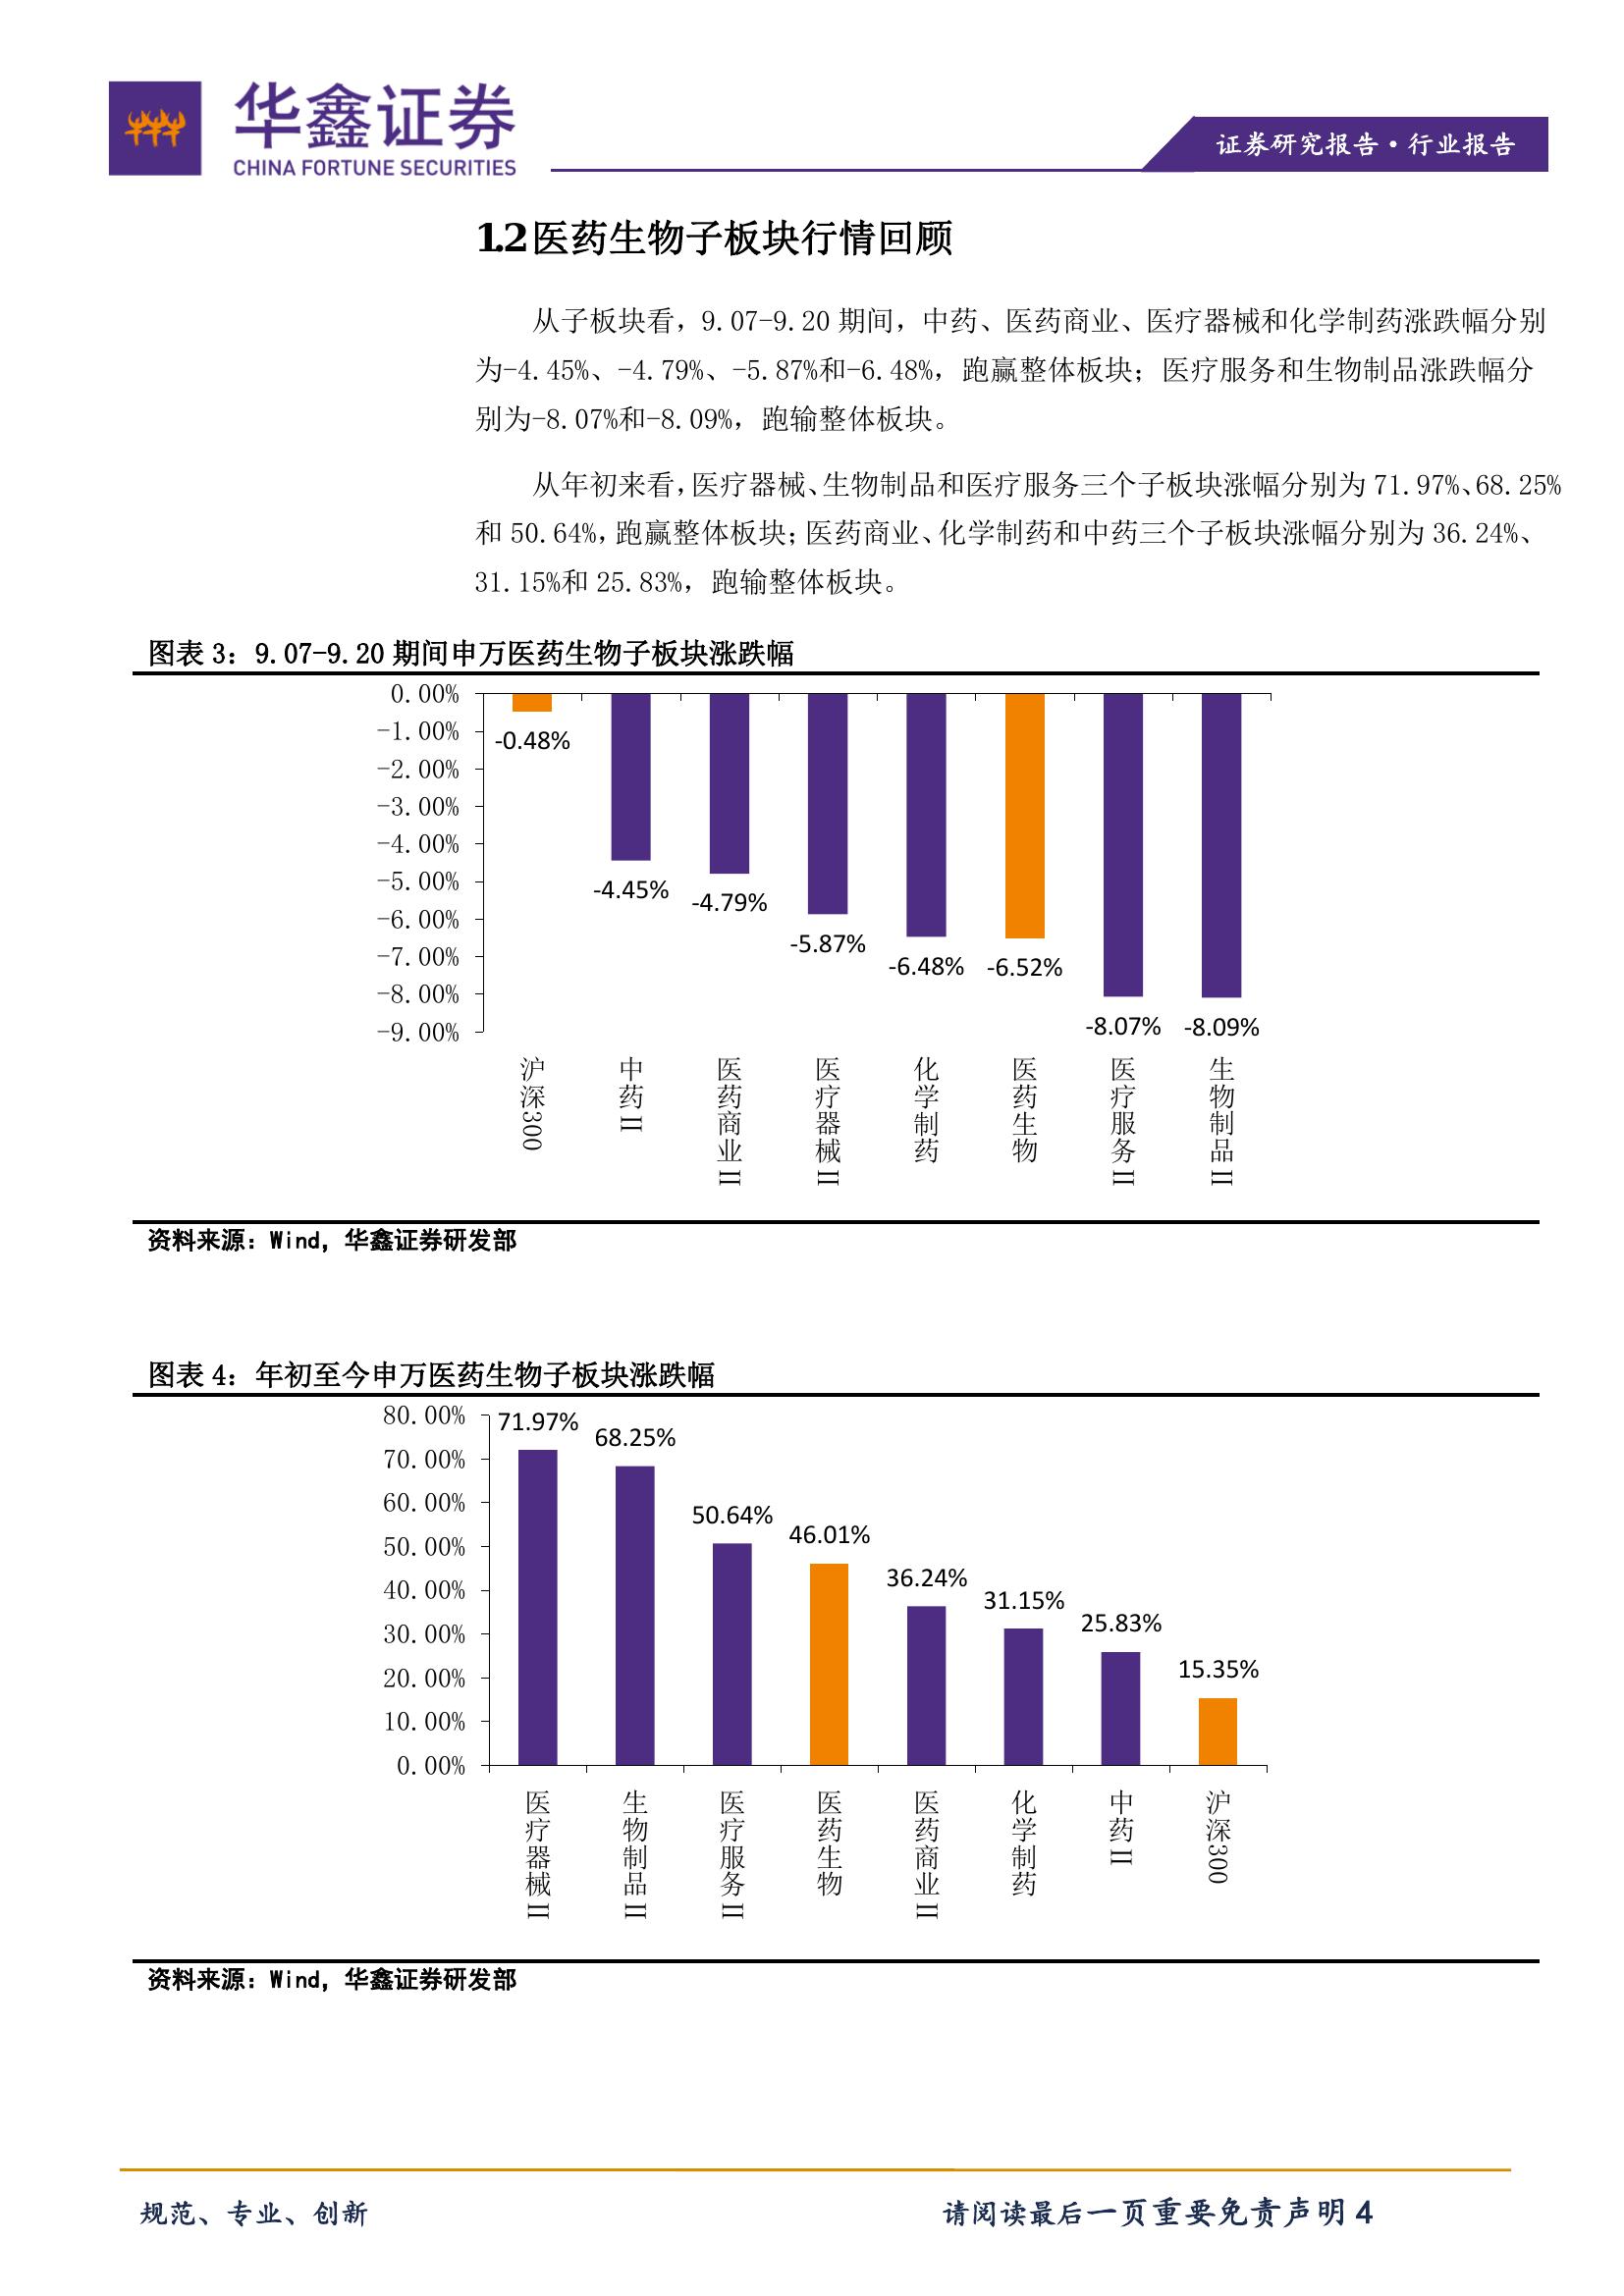 华鑫证券
CHINA FORTUNE SECURITIES
证券研究报告·行业报告
1.2 医药生物子板块行情回顾
从子板块看，9.07-9.20 期间，中药、医药商业、医疗器械和化学制药涨跌幅分别
为-4.45%、-4.79%、-5.87%和-6.48%，跑赢整体板块；医疗服务和生物制品涨跌幅分
别为-8.07%和-8.09%，跑输整体板块。
从年初来看，医疗器械、生物制品和医疗服务三个子板块涨幅分别为 71.97%、68.25%
和 50.64%，跑赢整体板块；医药商业、化学制药和中药三个子板块涨幅分别为 36.24%、
31.15%和 25.83%，跑输整体板块。
图表 3：9.07-9.20 期间申万医药生物子板块涨跌幅
0.00%
-1.00%
-2.00%
-3.00%
-4.00%
-5.00%
-6.00%
-7.00%
-8.00%
-9.00%
-0.48%
-4.45%
-4.79%
-5.87%
-6.48%
-6.52%
-8.07%
-8.09%
沪深300
中药II
医药商业II
医疗器械II
化学制药
医药生物
医疗服务II
生物制品II
资料来源：Wind，华鑫证券研发部
图表 4：年初至今申万医药生物子板块涨跌幅
80.00%
70.00%
60.00%
50.00%
40.00%
30.00%
20.00%
10.00%
0.00%
71.97%
68.25%
50.64%
46.01%
36.24%
31.15%
25.83%
15.35%
医疗器械II
生物制品II
医疗服务II
医药生物
医药商业II
化学制药
中药II
沪深300
资料来源：Wind，华鑫证券研发部
规范、专业、创新
请阅读最后一页重要免责声明 4